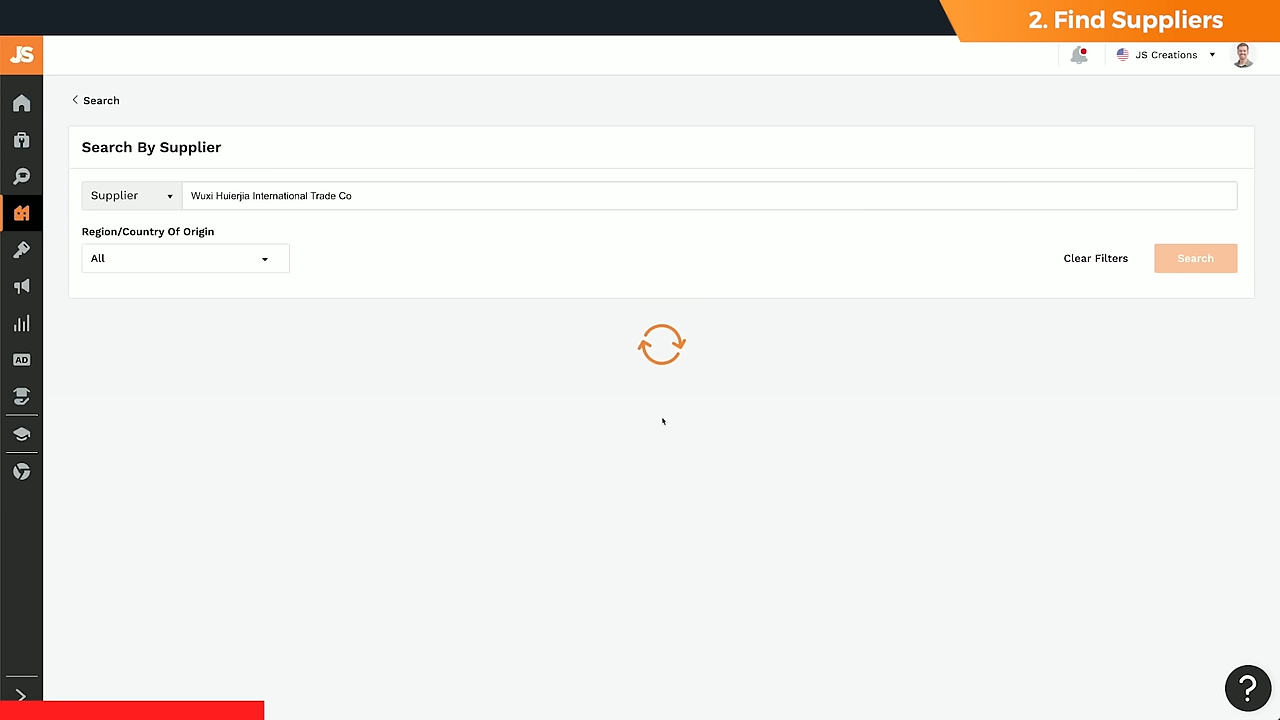 2. Find Suppliers
JS
JS Creations
Search
Search By Supplier
Supplier
Wuxi Huierjia International Trade Co
Region/Country Of Origin
All
Clear Filters
Search
AD
?